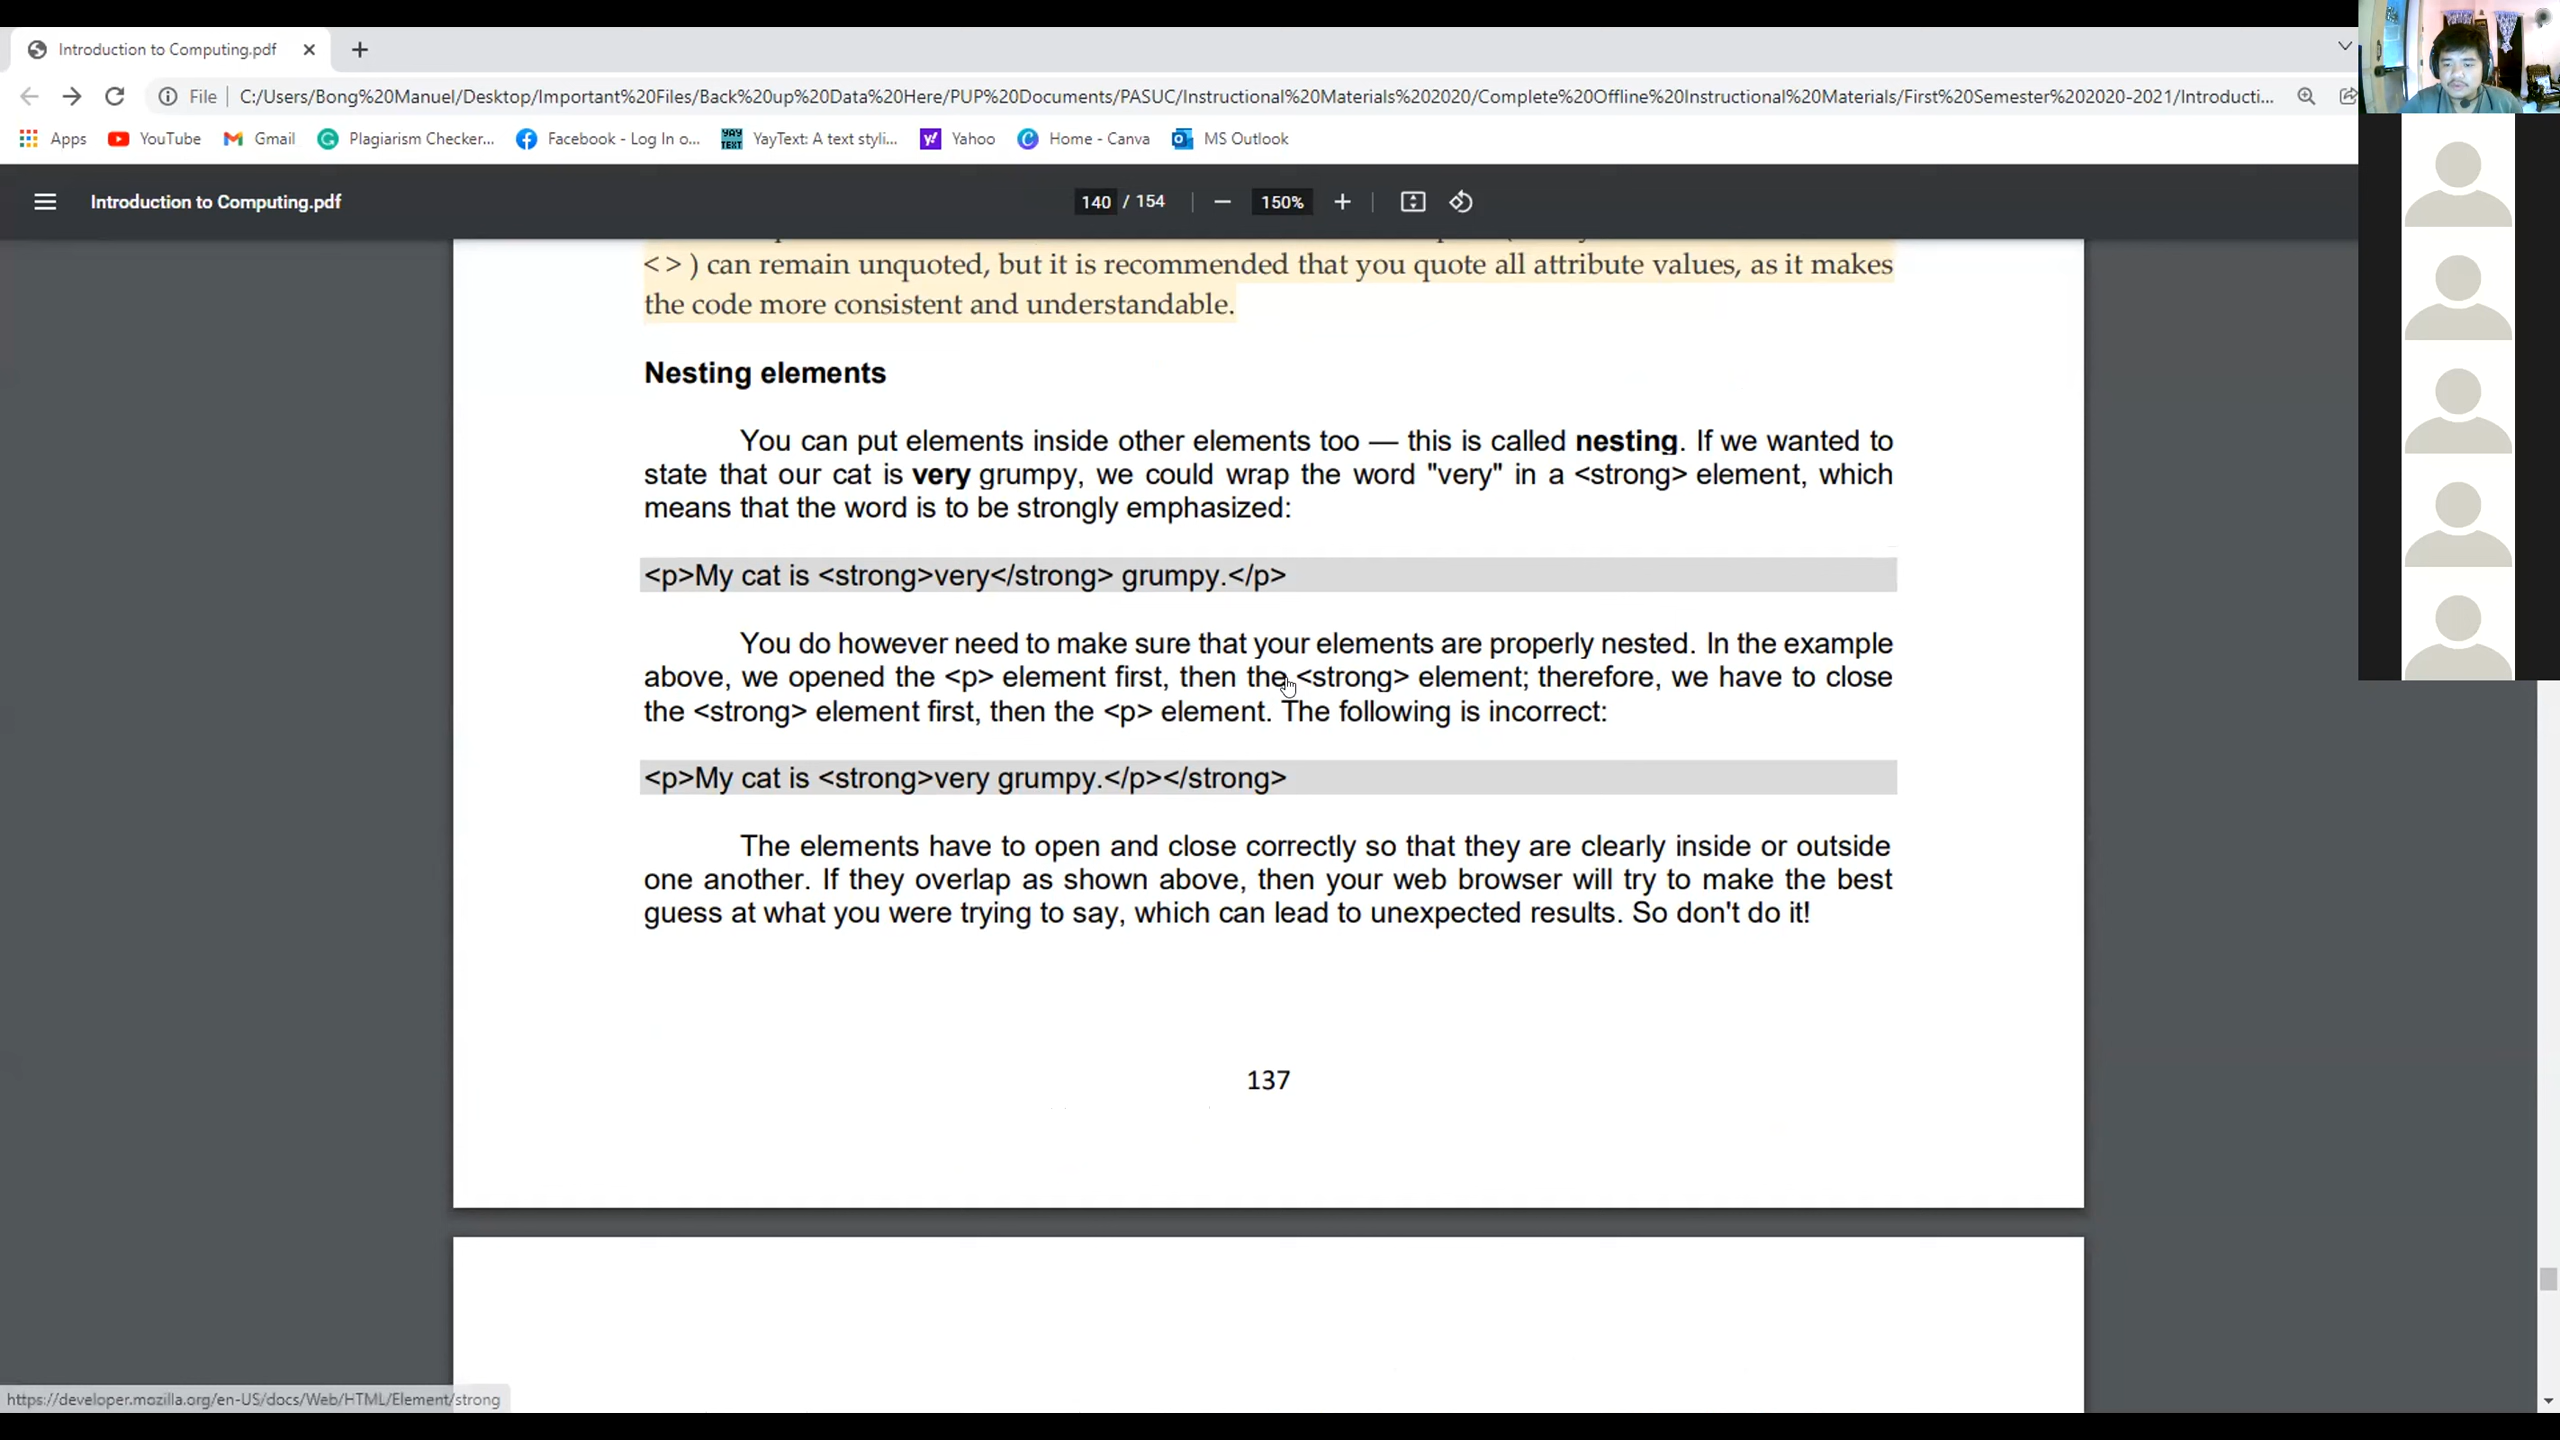 Introduction to Computing.pdf
File C:/Users/Bong%20Manuel/Desktop/Important%20Files/Back%20up%20Data%20Here/PUP%20Documents/PASUC/Instructional%20Materials%202020/Complete%20Offline%20Instructional%20Materials/First%20Semester%202020-2021/Introducti...
Apps YouTube Gmail Plagiarism Checker... Facebook - Log In o... YAY TEXT YayText: A text styli... Yahoo Home - Canva MS Outlook
Introduction to Computing.pdf 140 / 154 150%
< > ) can remain unquoted, but it is recommended that you quote all attribute values, as it makes
the code more consistent and understandable.
Nesting elements
You can put elements inside other elements too — this is called nesting. If we wanted to
state that our cat is very grumpy, we could wrap the word "very" in a <strong> element, which
means that the word is to be strongly emphasized:
<p>My cat is <strong>very</strong> grumpy.</p>
You do however need to make sure that your elements are properly nested. In the example
above, we opened the <p> element first, then the <strong> element; therefore, we have to close
the <strong> element first, then the <p> element. The following is incorrect:
<p>My cat is <strong>very grumpy.</p></strong>
The elements have to open and close correctly so that they are clearly inside or outside
one another. If they overlap as shown above, then your web browser will try to make the best
guess at what you were trying to say, which can lead to unexpected results. So don't do it!
137
https://developer.mozilla.org/en-US/docs/Web/HTML/Element/strong